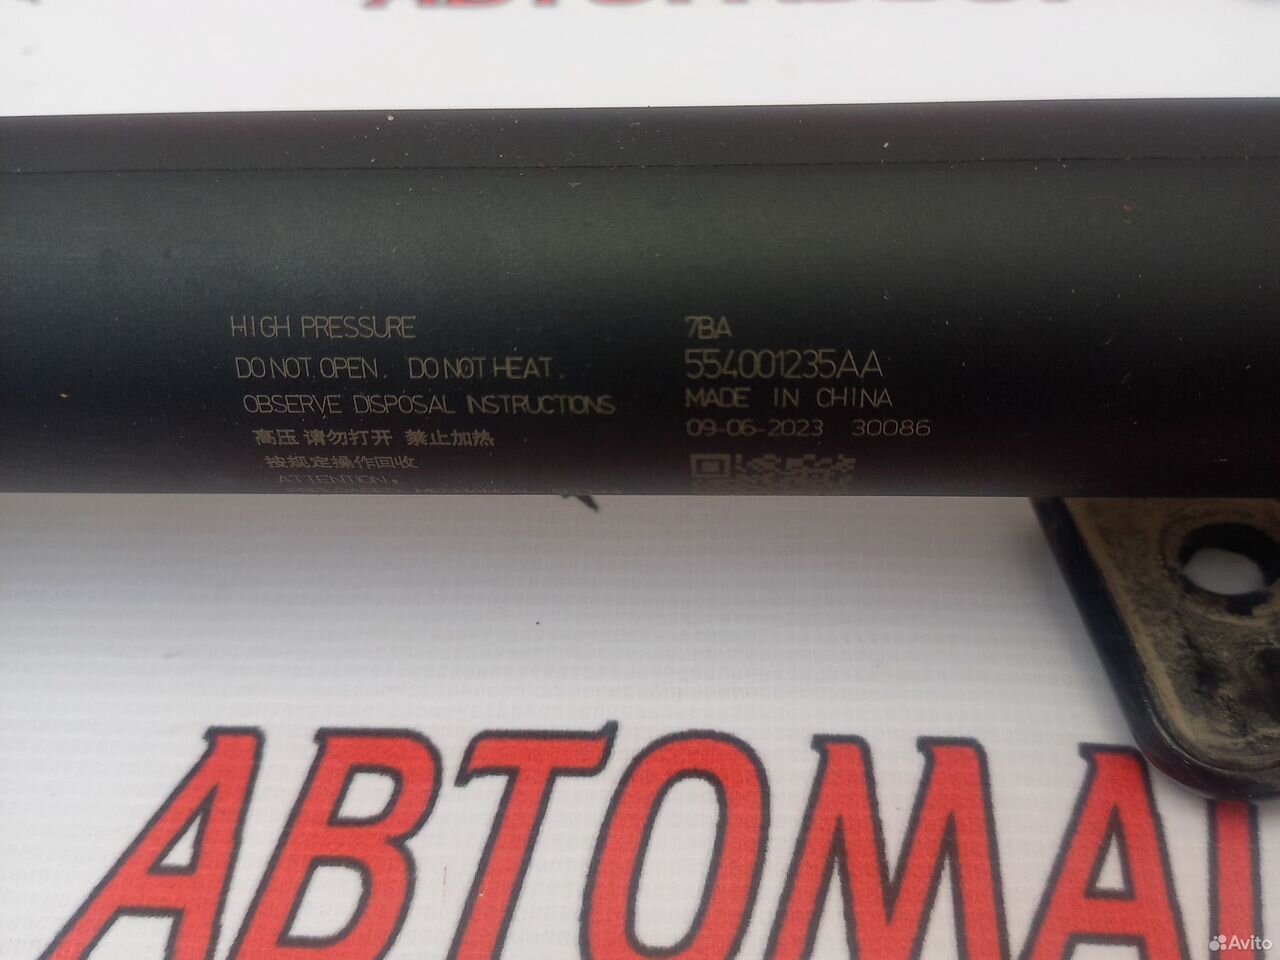 HIGH PRESSURE
DO NOT OPEN. DO NOT HEAT.
OBSERVE DISPOSAL INSTRUCTIONS
高压 请勿打开 禁止加热
按规定操作回收
ATTENTION,
7BA
554001235AA
MADE IN CHINA
09-06-2023 30086
АВТОМА
Avito